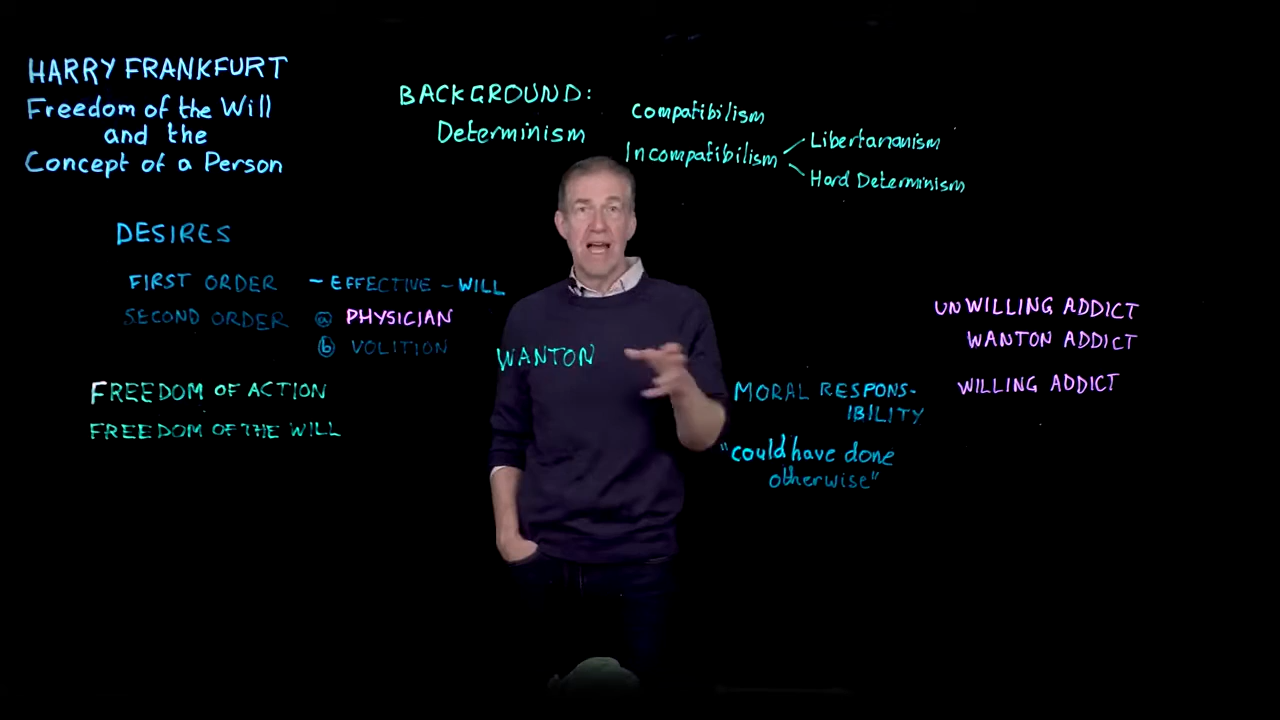 HARRY FRANKFURT
Freedom of the Will
and the
Concept of a Person
BACKGROUND:
Determinism
Compatibilism
Incompatibilism
Libertarianism
Hard Determinism
DESIRES
FIRST ORDER - EFFECTIVE - WILL
SECOND ORDER ⓐ PHYSICIAN
ⓑ VOLITION
WANTON
FREEDOM OF ACTION
FREEDOM OF THE WILL
MORAL RESPONS-
IBILITY
"could have done
otherwise"
UNWILLING ADDICT
WANTON ADDICT
WILLING ADDICT